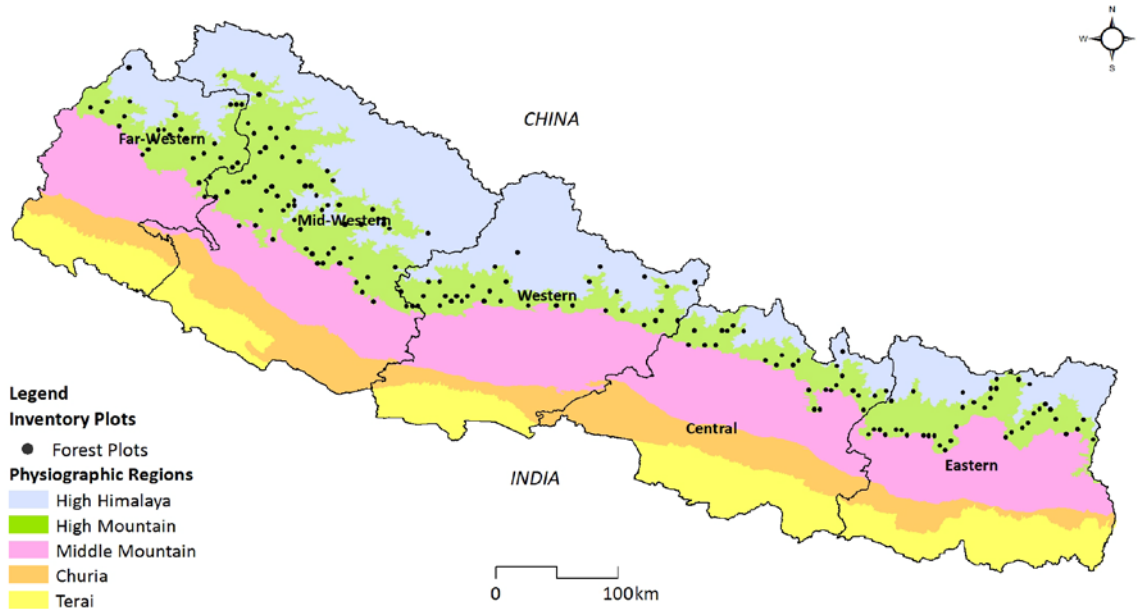 N
W E
S
CHINA
Far-Western
Mid-Western
Western
Central
Eastern
INDIA
Legend
Inventory Plots
Forest Plots
Physiographic Regions
High Himalaya
High Mountain
Middle Mountain
Churia
Terai
0 100km